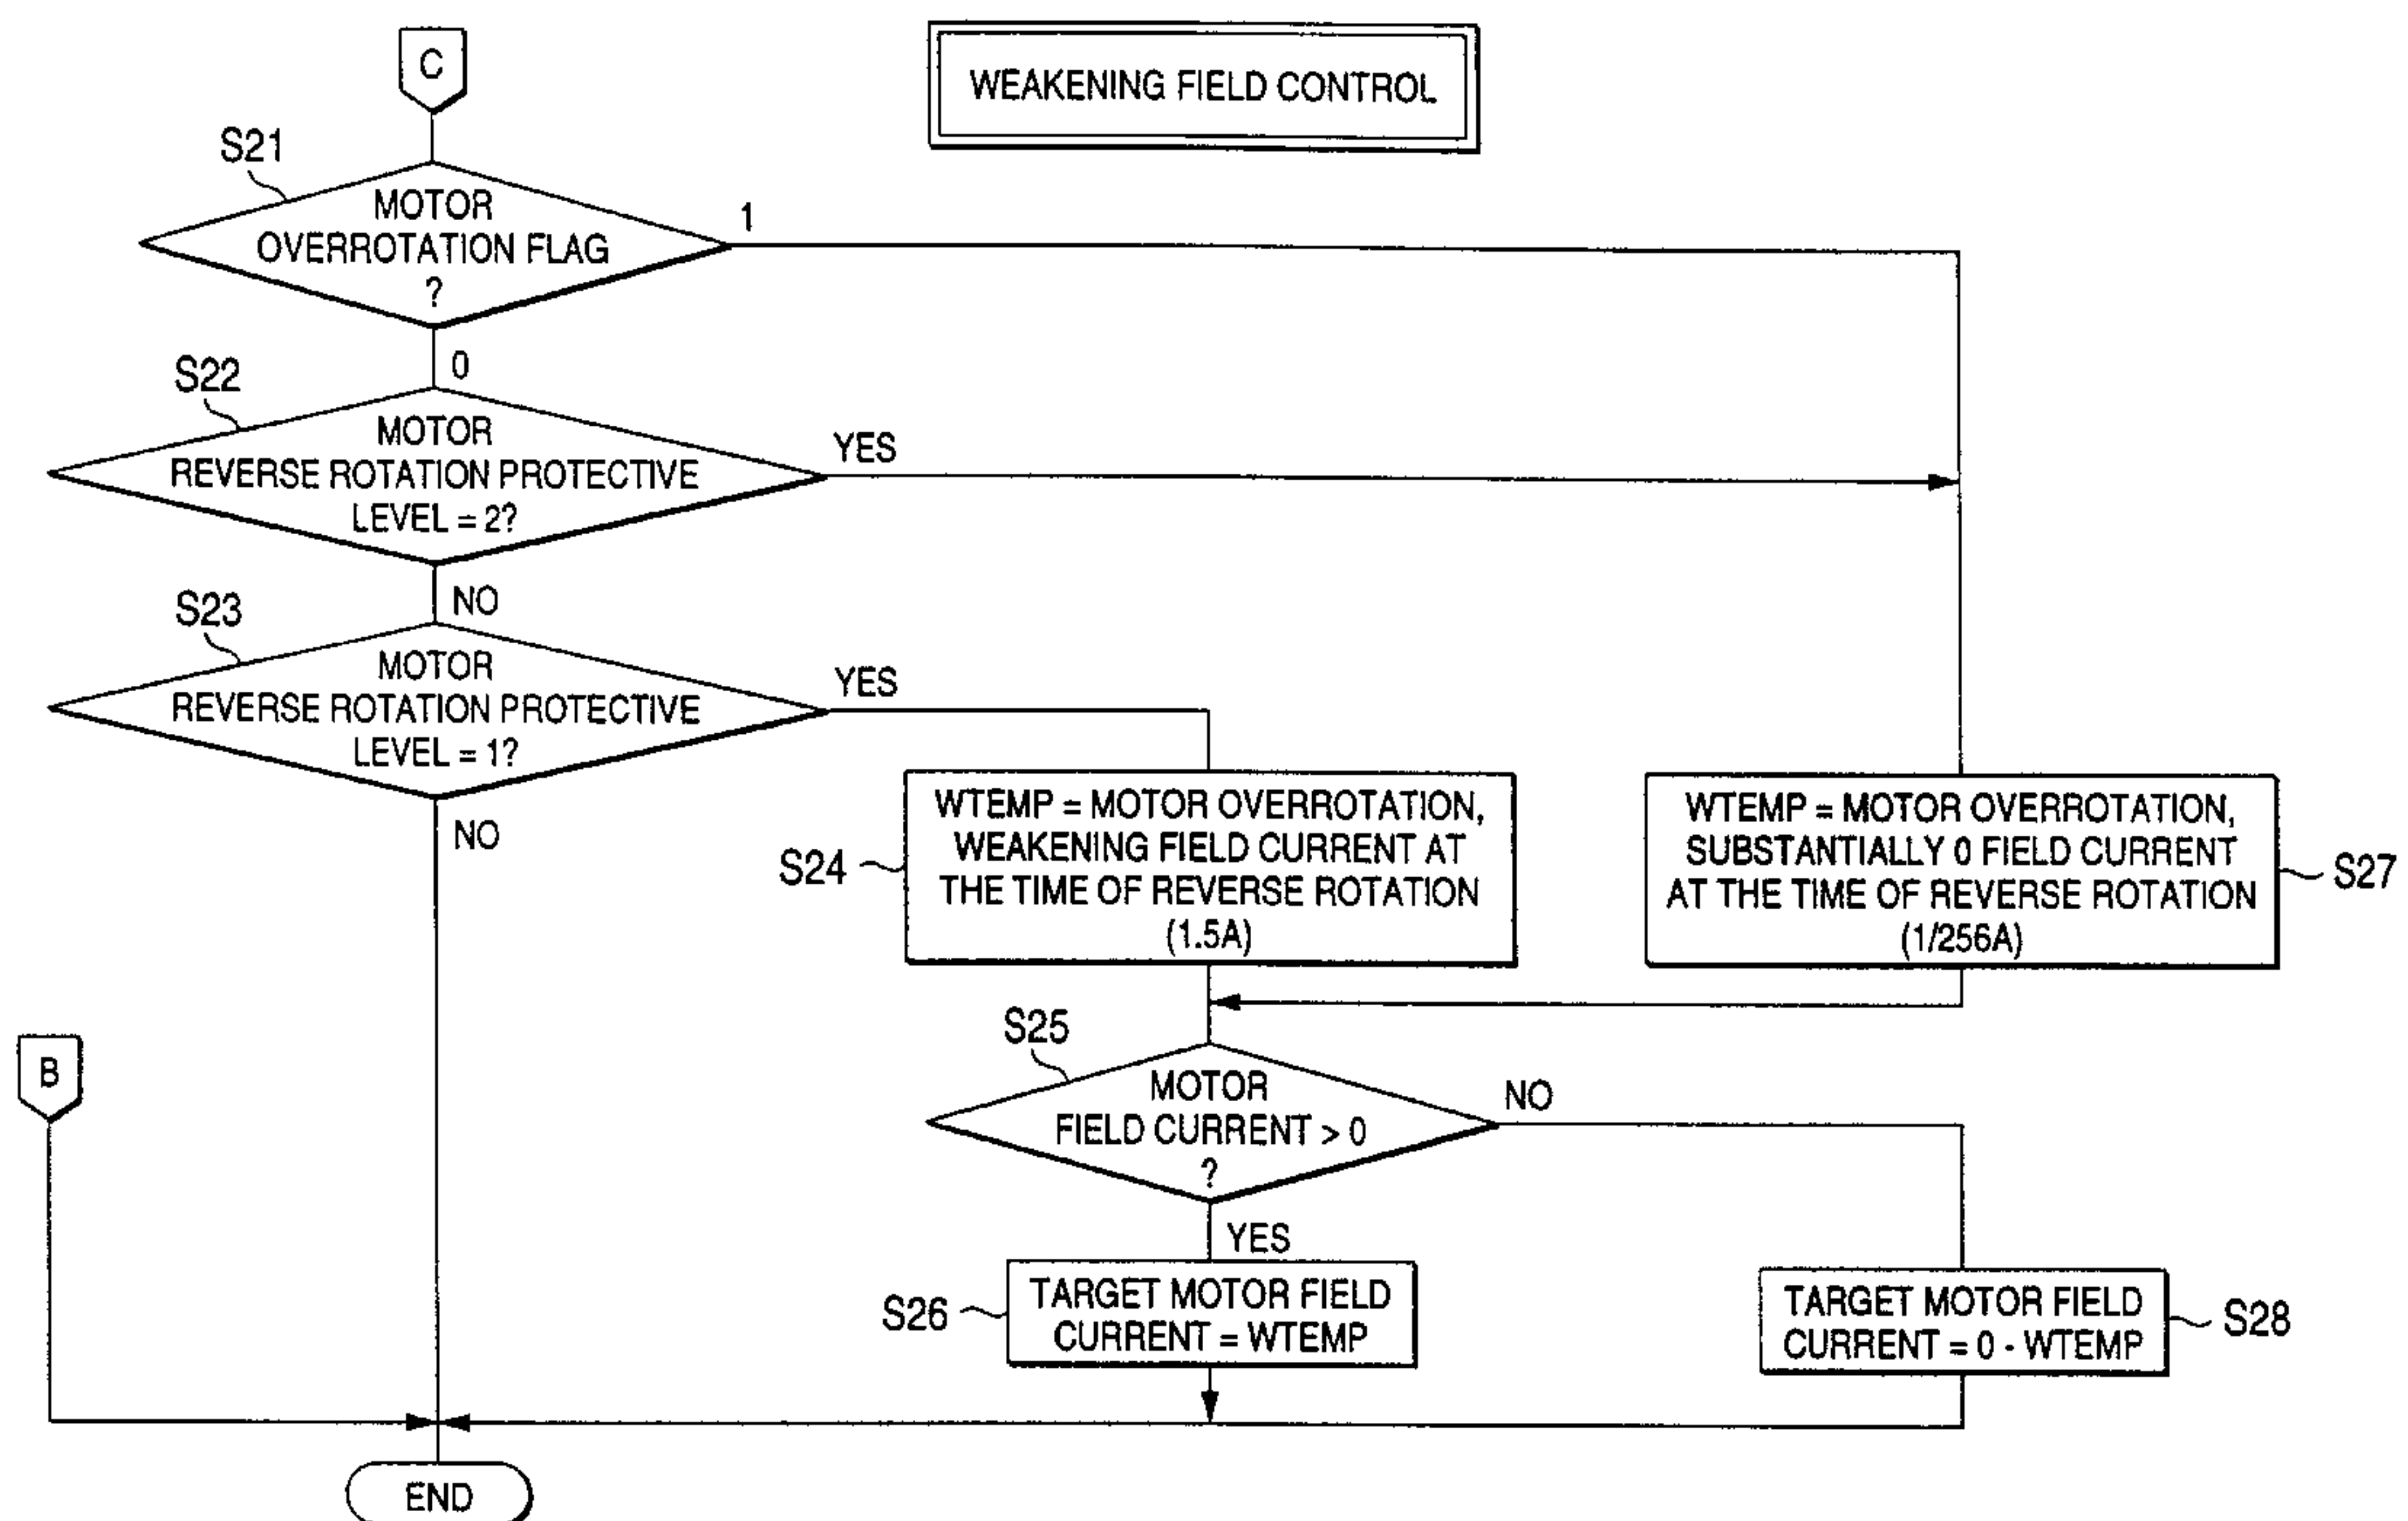 C
WEAKENING FIELD CONTROL
S21
MOTOR
OVERROTATION FLAG
?
1
0
S22
MOTOR
REVERSE ROTATION PROTECTIVE
LEVEL = 2?
YES
NO
S23
MOTOR
REVERSE ROTATION PROTECTIVE
LEVEL = 1?
YES
NO
S24
WTEMP = MOTOR OVERROTATION,
WEAKENING FIELD CURRENT AT
THE TIME OF REVERSE ROTATION
(1.5A)
WTEMP = MOTOR OVERROTATION,
SUBSTANTIALLY 0 FIELD CURRENT
AT THE TIME OF REVERSE ROTATION
(1/256A)
S27
B
S25
MOTOR
FIELD CURRENT > 0
?
NO
YES
S26
TARGET MOTOR FIELD
CURRENT = WTEMP
TARGET MOTOR FIELD
CURRENT = 0 - WTEMP
S28
END